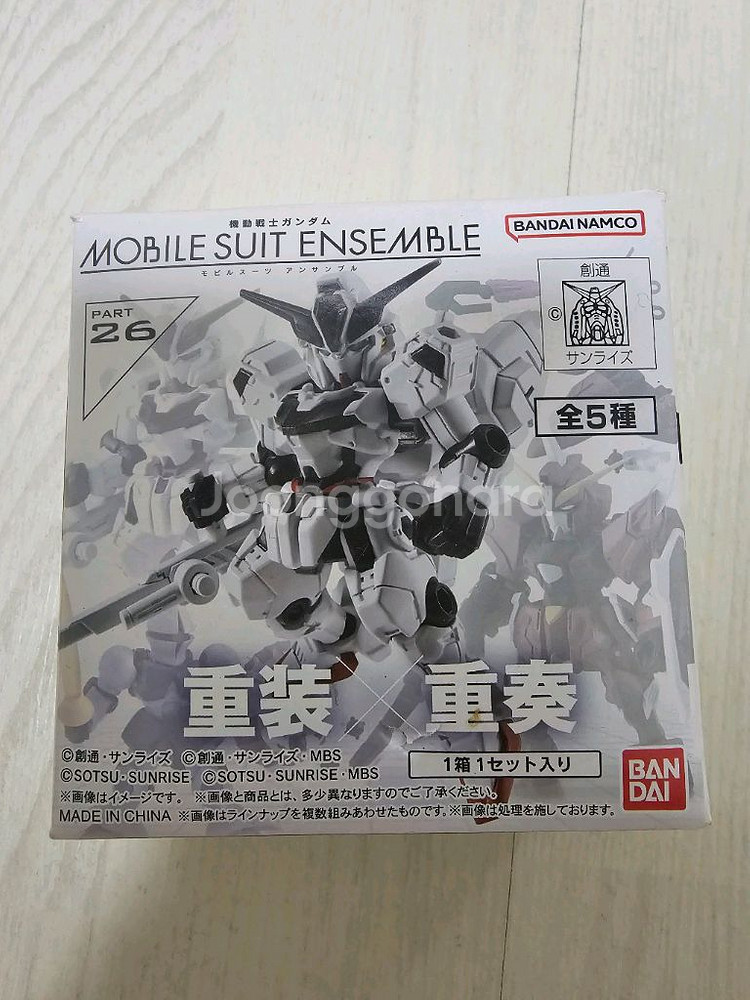 機動戦士ガンダム
MOBILE SUIT ENSEMBLE
モビルスーツ アンサンブル
BANDAI NAMCO
PART
26
創通
©
サンライズ
全5種
Joonggonara
重装×重奏
©創通・サンライズ ©創通・サンライズ・MBS
©SOTSU・SUNRISE ©SOTSU・SUNRISE・MBS
1箱1セット入り
BAN
DAI
※画像はイメージです。 ※画像と商品とは、多少異なりますのでご了承ください。
MADE IN CHINA ※画像はラインナップを複数組みあわせたものです。※画像は処理を施しております。